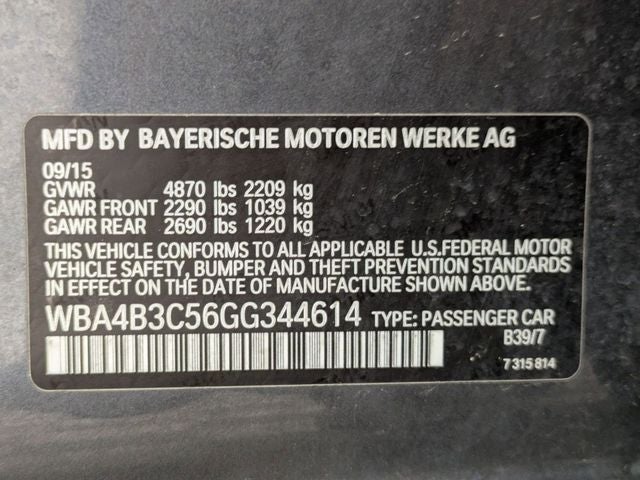 MFD BY BAYERISCHE MOTOREN WERKE AG
09/15
GVWR 4870 lbs 2209 kg
GAWR FRONT 2290 lbs 1039 kg
GAWR REAR 2690 lbs 1220 kg
THIS VEHICLE CONFORMS TO ALL APPLICABLE U.S.FEDERAL MOTOR
VEHICLE SAFETY, BUMPER AND THEFT PREVENTION STANDARDS
IN EFFECT ON THE DATE OF MANUFACTURE SHOWN ABOVE.
WBA4B3C56GG344614 TYPE: PASSENGER CAR
B39/7
7 315 814